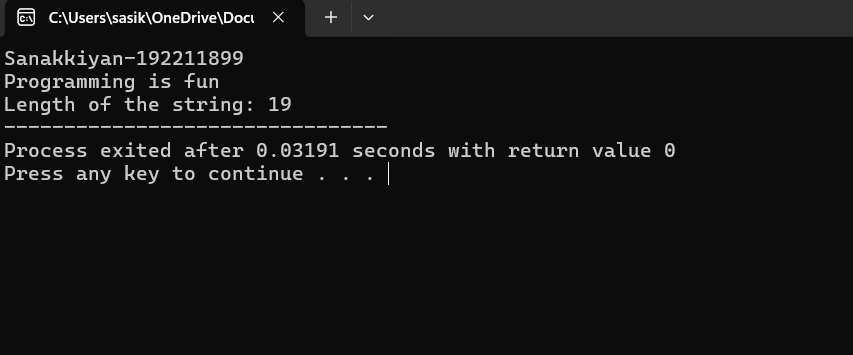 C:\Users\sasik\OneDrive\Docu
Sanakkiyan-192211899
Programming is fun
Length of the string: 19
--------------------------------
Process exited after 0.03191 seconds with return value 0
Press any key to continue . . .